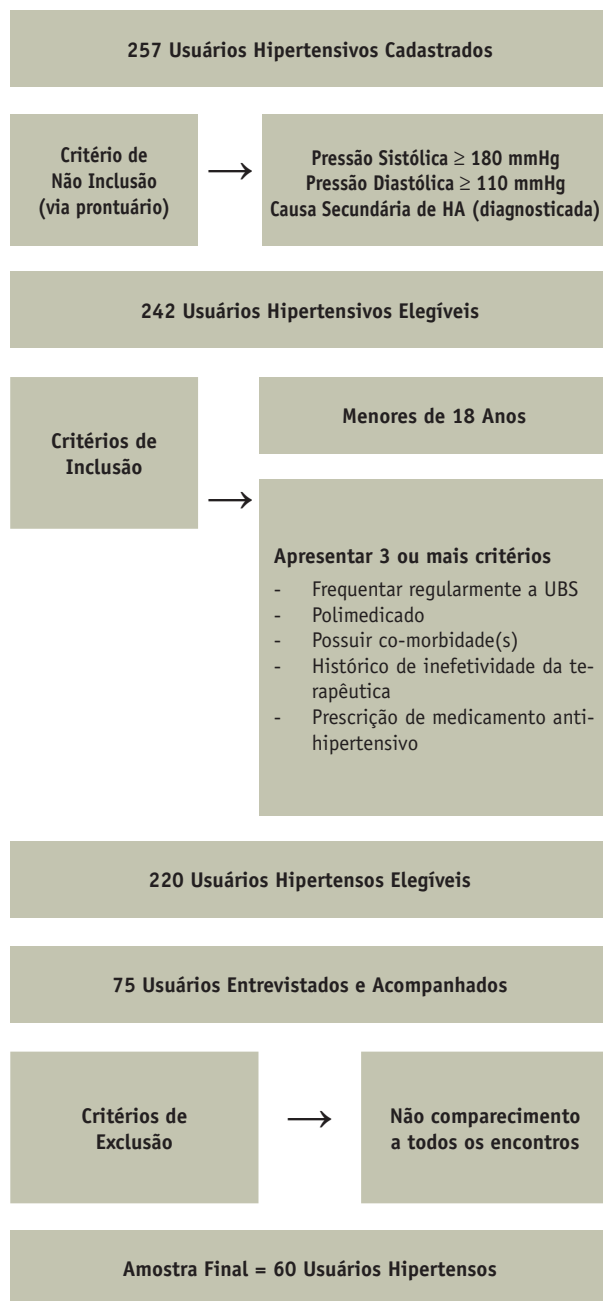 257 Usuários Hipertensivos Cadastrados
Critério de
Não Inclusão
(via prontuário)
→
Pressão Sistólica ≥ 180 mmHg
Pressão Diastólica ≥ 110 mmHg
Causa Secundária de HA (diagnosticada)
242 Usuários Hipertensivos Elegíveis
Critérios de
Inclusão
→
Menores de 18 Anos
Apresentar 3 ou mais critérios
- Frequentar regularmente a UBS
- Polimedicado
- Possuir co-morbidade(s)
- Histórico de inefetividade da te-
rapêutica
- Prescrição de medicamento anti-
hipertensivo
220 Usuários Hipertensos Elegíveis
75 Usuários Entrevistados e Acompanhados
Critérios de
Exclusão
→
Não comparecimento
a todos os encontros
Amostra Final = 60 Usuários Hipertensos